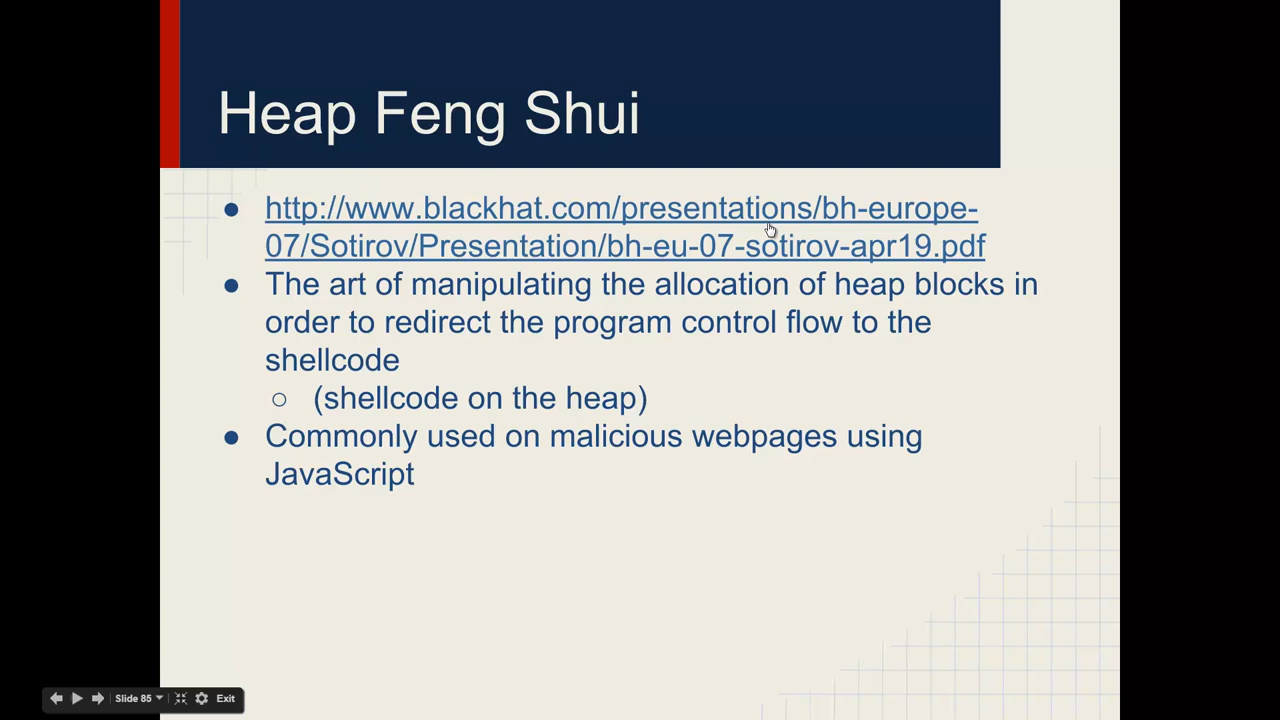 Heap Feng Shui
● http://www.blackhat.com/presentations/bh-europe-
07/Sotirov/Presentation/bh-eu-07-sotirov-apr19.pdf
● The art of manipulating the allocation of heap blocks in
order to redirect the program control flow to the
shellcode
○ (shellcode on the heap)
● Commonly used on malicious webpages using
JavaScript
Slide 85 Exit